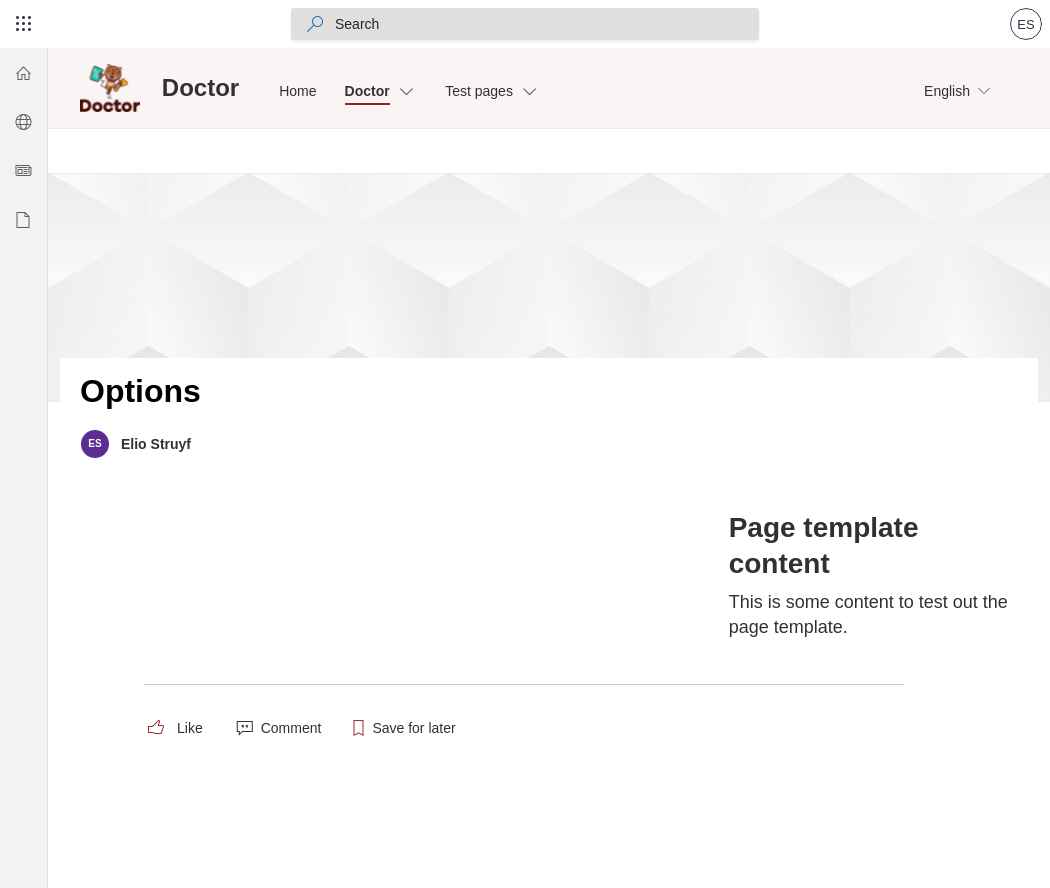 Search
ES
Doctor
Doctor
Home
Doctor
Test pages
English
Options
ES
Elio Struyf
Page template
content
This is some content to test out the
page template.
Like
Comment
Save for later